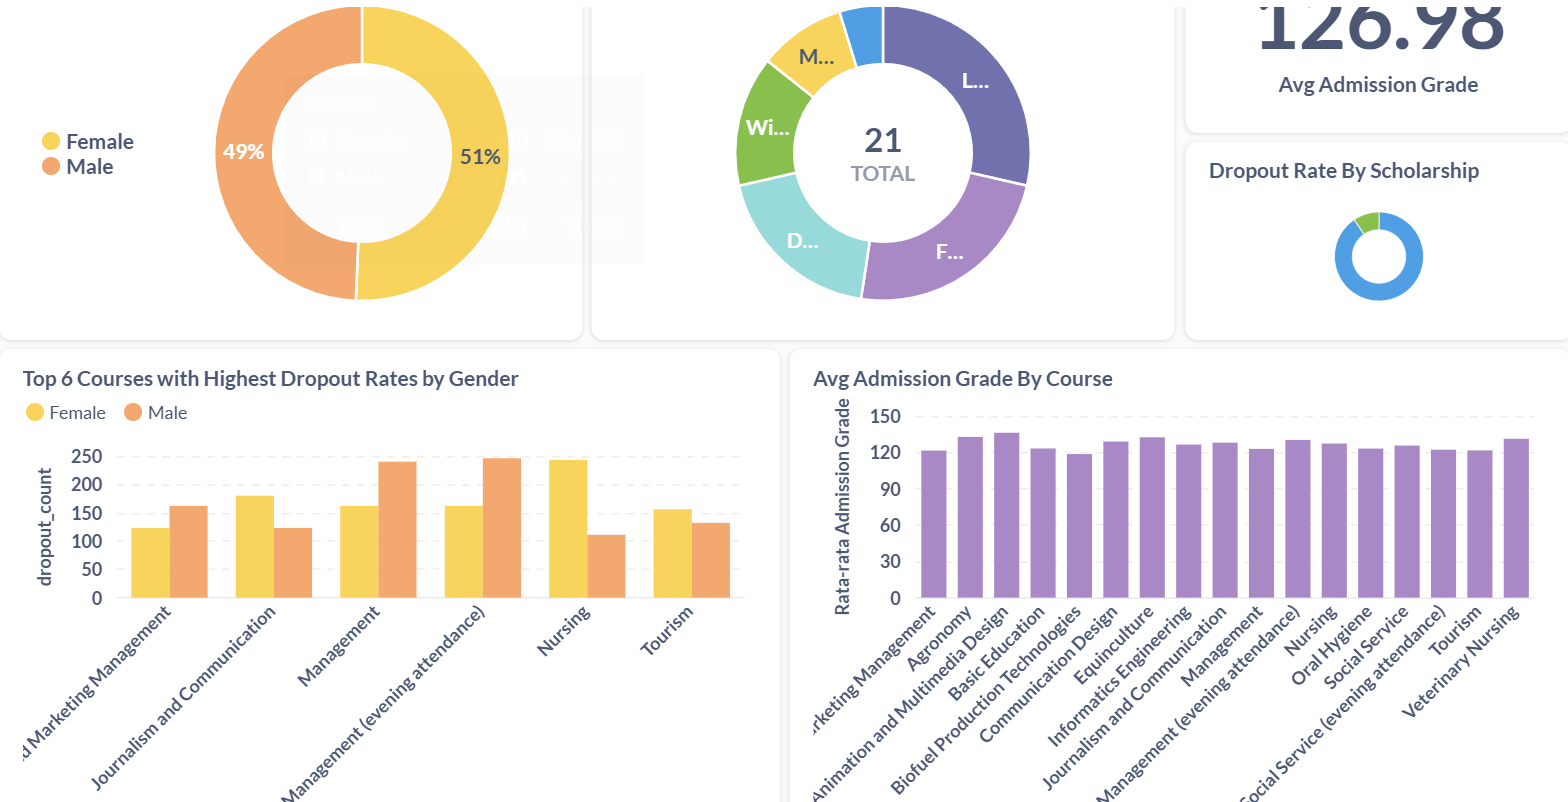 126.98
Avg Admission Grade
Female
Male
49%
51%
Female
Male
Total
L...
F...
D...
Wi...
M...
21
TOTAL
Dropout Rate By Scholarship
Top 6 Courses with Highest Dropout Rates by Gender
Female Male
dropout_count
250
200
150
100
50
0
Marketing Management
Journalism and Communication
Management
Management (evening attendance)
Nursing
Tourism
Avg Admission Grade By Course
Rata-rata Admission Grade
150
120
90
60
30
0
rketing Management
Agronomy
Animation and Multimedia Design
Basic Education
Biofuel Production Technologies
Communication Design
Equinculture
Informatics Engineering
Journalism and Communication
Management
Management (evening attendance)
Nursing
Oral Hygiene
Social Service
Social Service (evening attendance)
Tourism
Veterinary Nursing